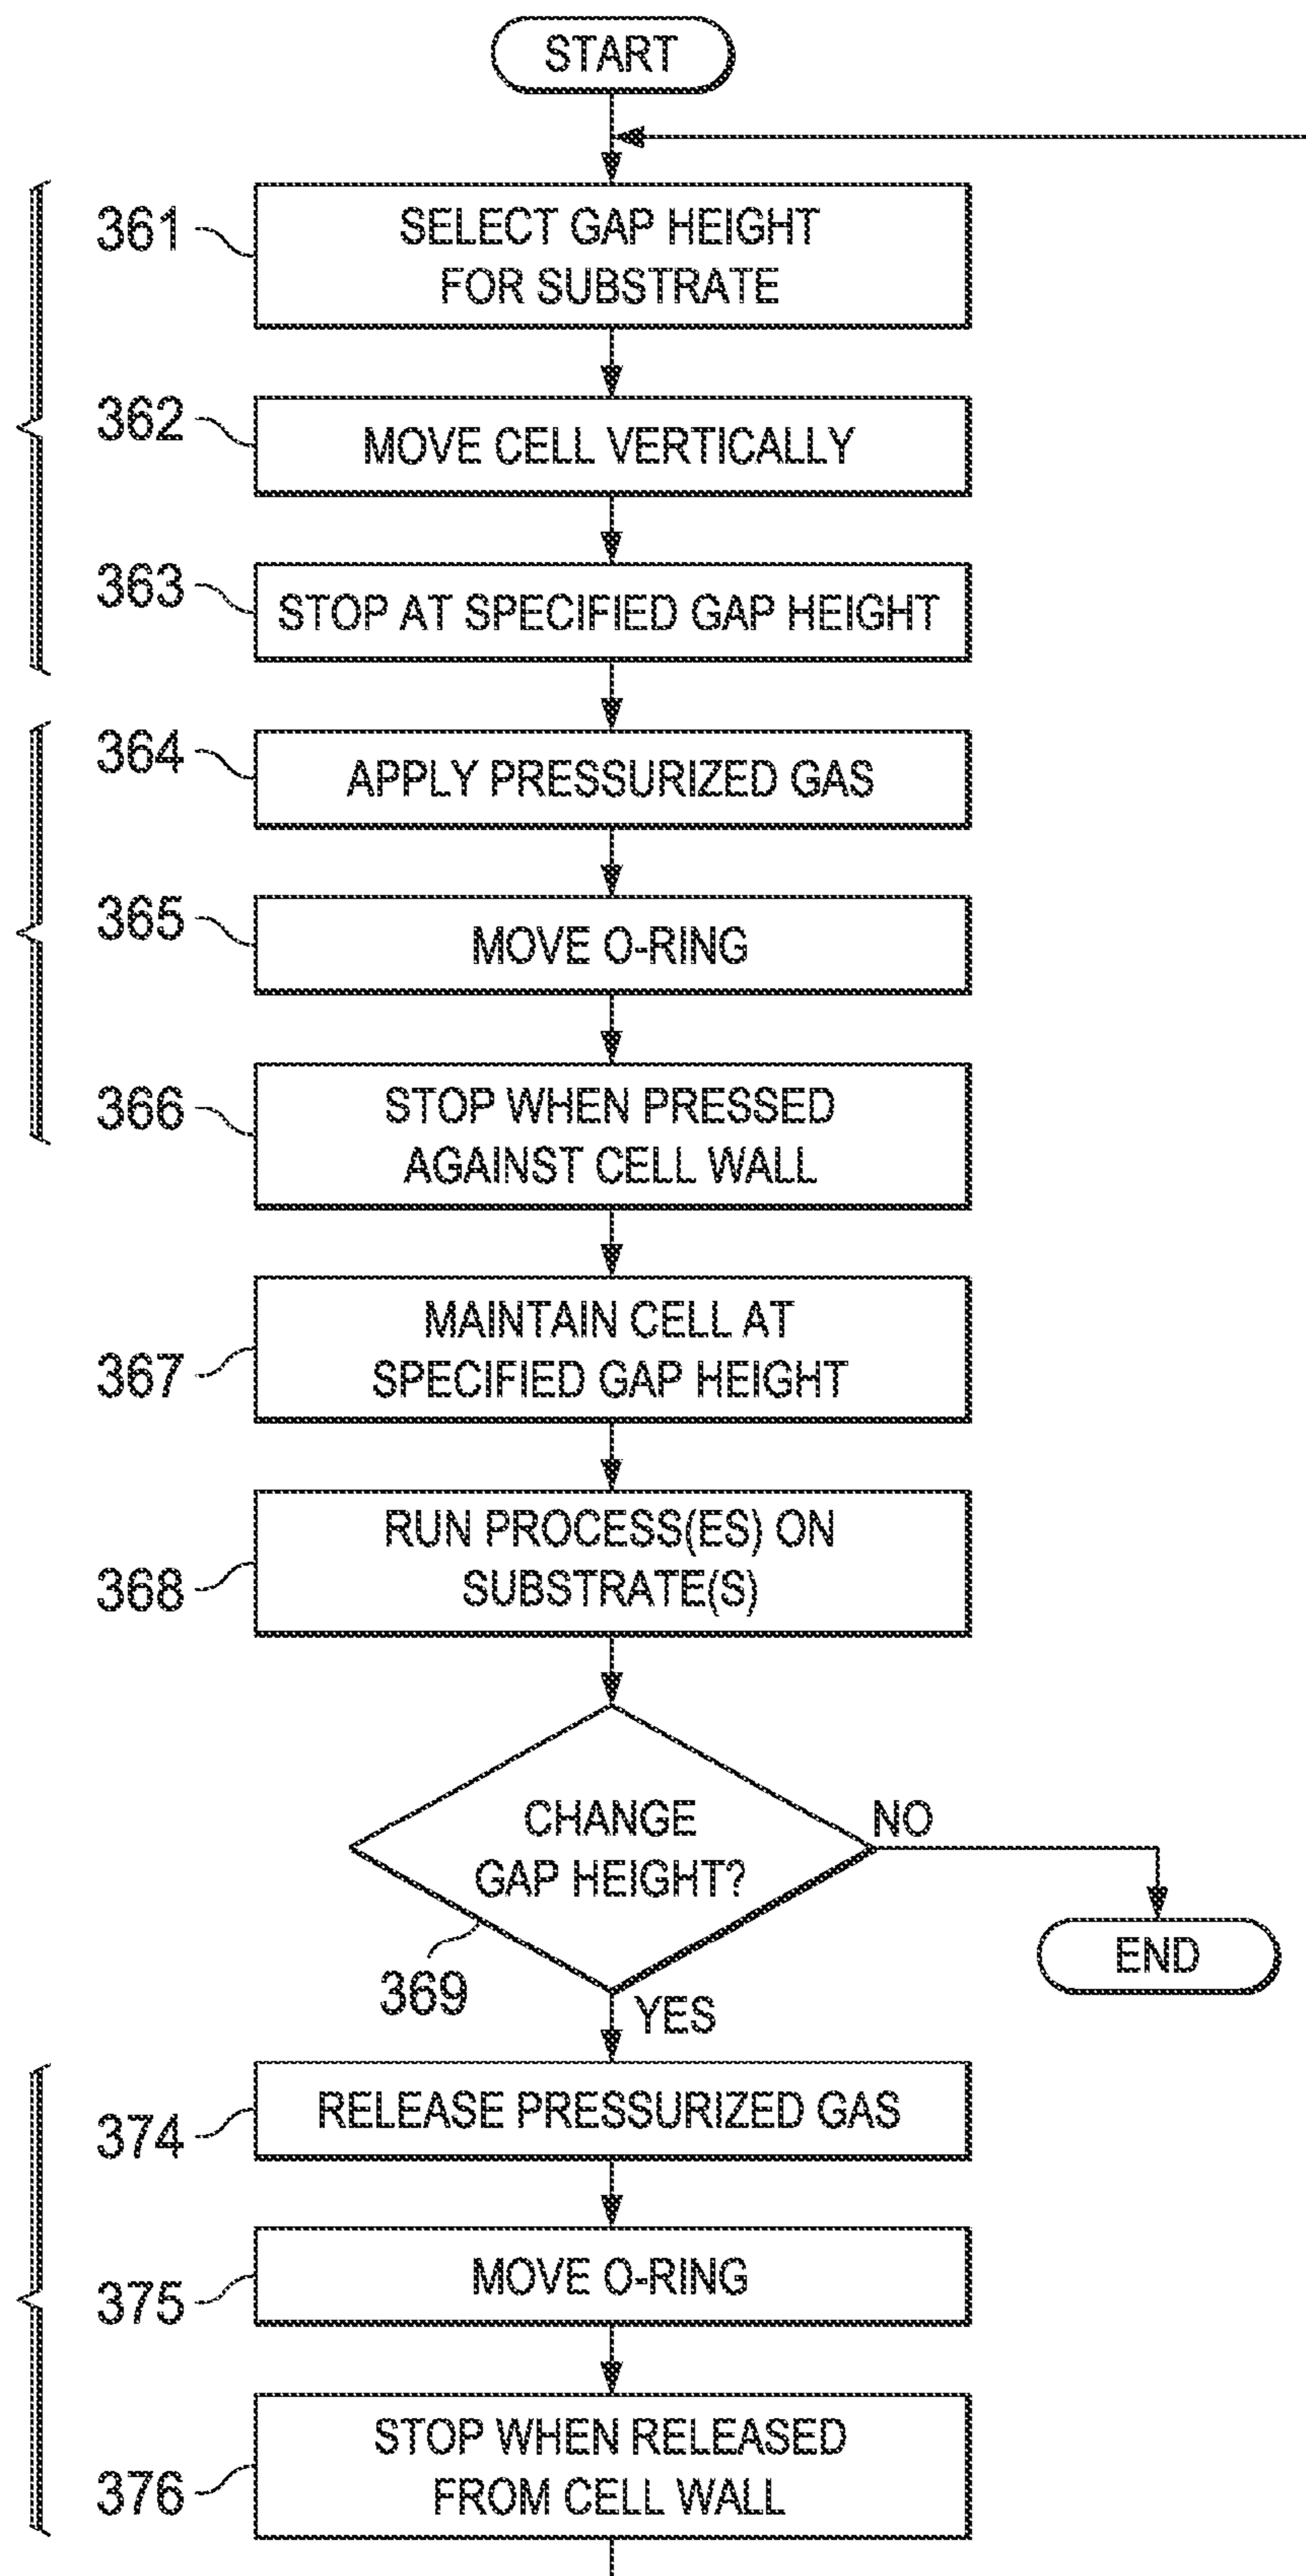 START
361
SELECT GAP HEIGHT
FOR SUBSTRATE
362
MOVE CELL VERTICALLY
363
STOP AT SPECIFIED GAP HEIGHT
364
APPLY PRESSURIZED GAS
365
MOVE O-RING
366
STOP WHEN PRESSED
AGAINST CELL WALL
367
MAINTAIN CELL AT
SPECIFIED GAP HEIGHT
368
RUN PROCESS(ES) ON
SUBSTRATE(S)
CHANGE
GAP HEIGHT?
NO
END
369
YES
374
RELEASE PRESSURIZED GAS
375
MOVE O-RING
376
STOP WHEN RELEASED
FROM CELL WALL